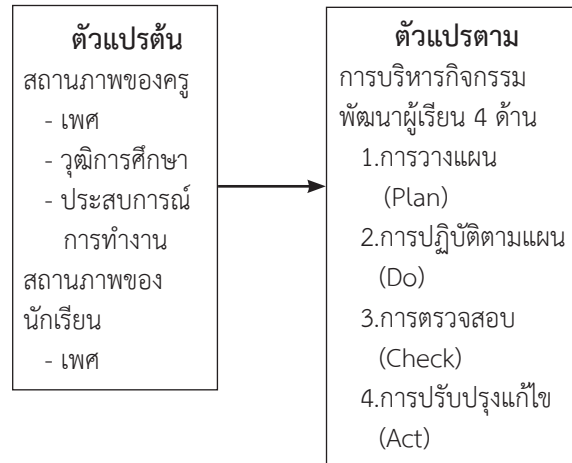 ตัวแปรต้น
สถานภาพของครู
- เพศ
- วุฒิการศึกษา
- ประสบการณ์
การทำงาน
สถานภาพของ
นักเรียน
- เพศ
ตัวแปรตาม
การบริหารกิจกรรม
พัฒนาผู้เรียน 4 ด้าน
1.การวางแผน
(Plan)
2.การปฏิบัติตามแผน
(Do)
3.การตรวจสอบ
(Check)
4.การปรับปรุงแก้ไข
(Act)